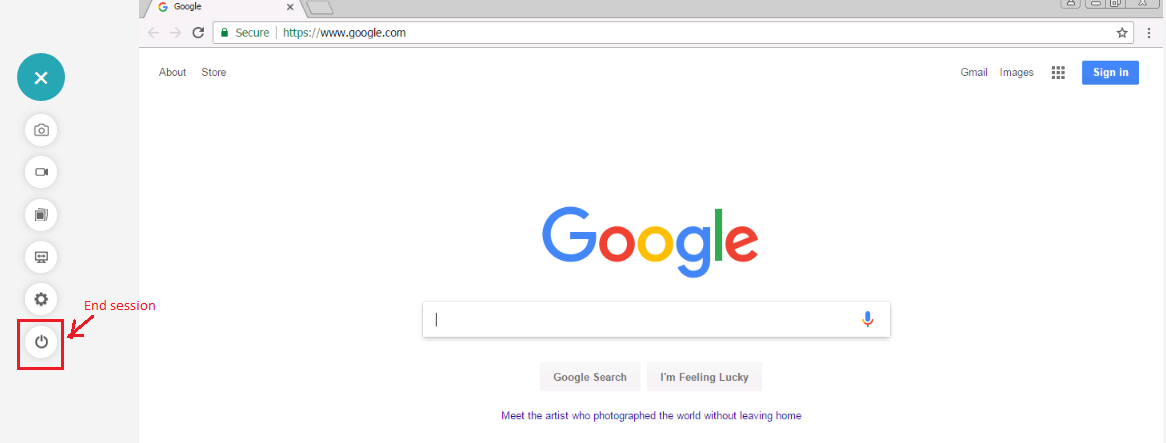 Google
Secure
https://www.google.com
About
Store
Gmail
Images
Sign in
Google
End session
Google Search
I'm Feeling Lucky
Meet the artist who photographed the world without leaving home